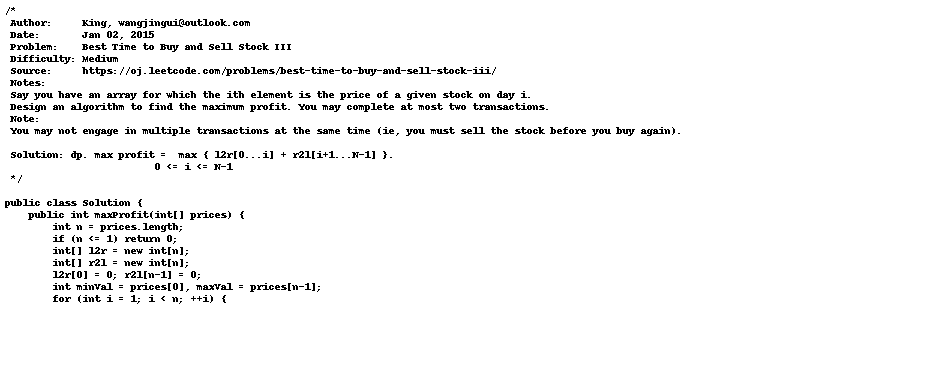 /*
Author: King, wangjingui@outlook.com
Date: Jan 02, 2015
Problem: Best Time to Buy and Sell Stock III
Difficulty: Medium
Source: https://oj.leetcode.com/problems/best-time-to-buy-and-sell-stock-iii/
Notes:
Say you have an array for which the ith element is the price of a given stock on day i.
Design an algorithm to find the maximum profit. You may complete at most two transactions.
Note:
You may not engage in multiple transactions at the same time (ie, you must sell the stock before you buy again).

Solution: dp. max profit =  max { l2r[0...i] + r2l[i+1...N-1] }.
0 <= i <= N-1
*/

public class Solution {
    public int maxProfit(int[] prices) {
        int n = prices.length;
        if (n <= 1) return 0;
        int[] l2r = new int[n];
        int[] r2l = new int[n];
        l2r[0] = 0; r2l[n-1] = 0;
        int minVal = prices[0], maxVal = prices[n-1];
        for (int i = 1; i < n; ++i) {